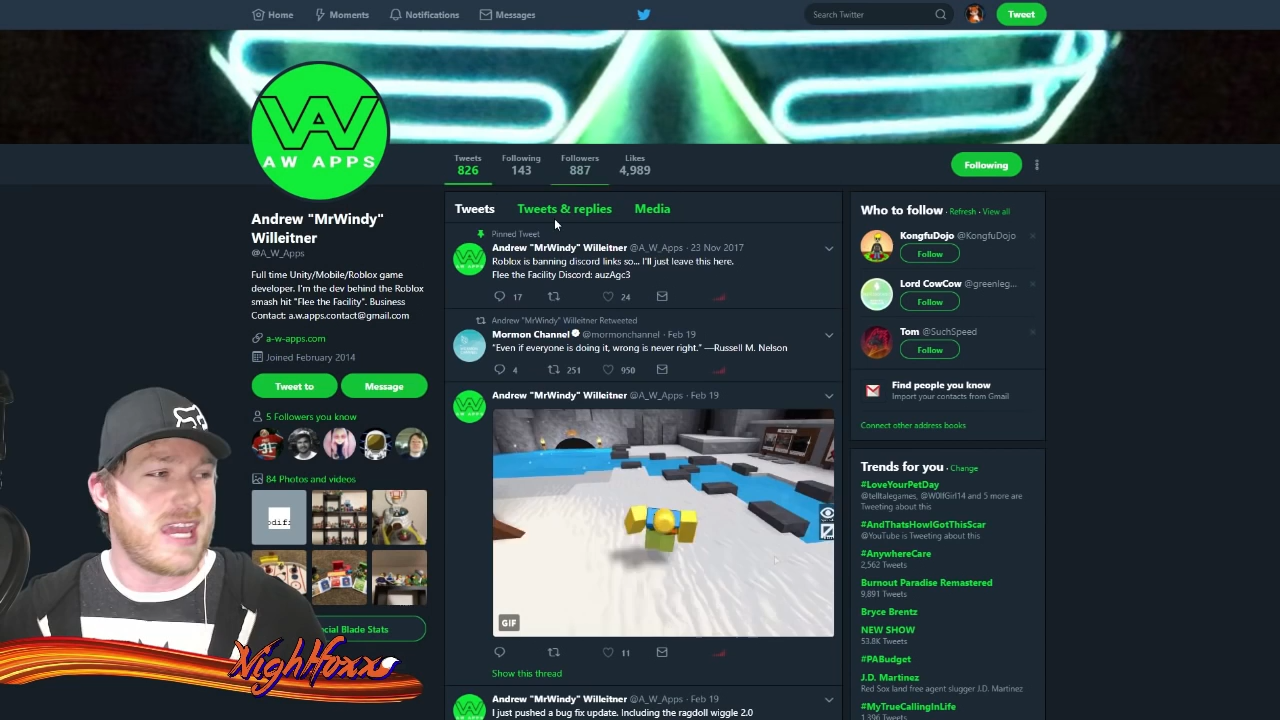 Home
Moments
Notifications
Messages
Search Twitter
Tweet
AW APPS
Tweets
826
Following
143
Followers
887
Likes
4,989
Following
Andrew "MrWindy"
Willeitner
@A_W_Apps
Full time Unity/Mobile/Roblox game
developer. I'm the dev behind the Roblox
smash hit "Flee the Facility". Business
Contact: a.w.apps.contact@gmail.com
a-w-apps.com
Joined February 2014
Tweet to
Message
5 Followers you know
84 Photos and videos
cial Blade Stats
NighHoxx
Tweets
Tweets & replies
Media
Pinned Tweet
Andrew "MrWindy" Willeitner @A_W_Apps · 23 Nov 2017
Roblox is banning discord links so... I'll just leave this here.
Flee the Facility Discord: auzAgc3
17
24
Andrew "MrWindy" Willeitner Retweeted
Mormon Channel @mormonchannel · Feb 19
"Even if everyone is doing it, wrong is never right." —Russell M. Nelson
4
251
950
Andrew "MrWindy" Willeitner @A_W_Apps · Feb 19
GIF
11
Show this thread
Andrew "MrWindy" Willeitner @A_W_Apps · Feb 19
I just pushed a bug fix update. Including the ragdoll wiggle 2.0
Who to follow · Refresh · View all
KongfuDojo @KongfuDojo
Follow
Lord CowCow @greenleg...
Follow
Tom @SuchSpeed
Follow
Find people you know
Import your contacts from Gmail
Connect other address books
Trends for you · Change
#LoveYourPetDay
@telltalegames, @W0lfGirl14 and 5 more are
Tweeting about this
#AndThatsHowIGotThisScar
@YouTube is Tweeting about this
#AnywhereCare
2,562 Tweets
Burnout Paradise Remastered
9,891 Tweets
Bryce Brentz
NEW SHOW
53.8K Tweets
#PABudget
J.D. Martinez
Red Sox land free agent slugger J.D. Martinez
#MyTrueCallingInLife
1,396 Tweets